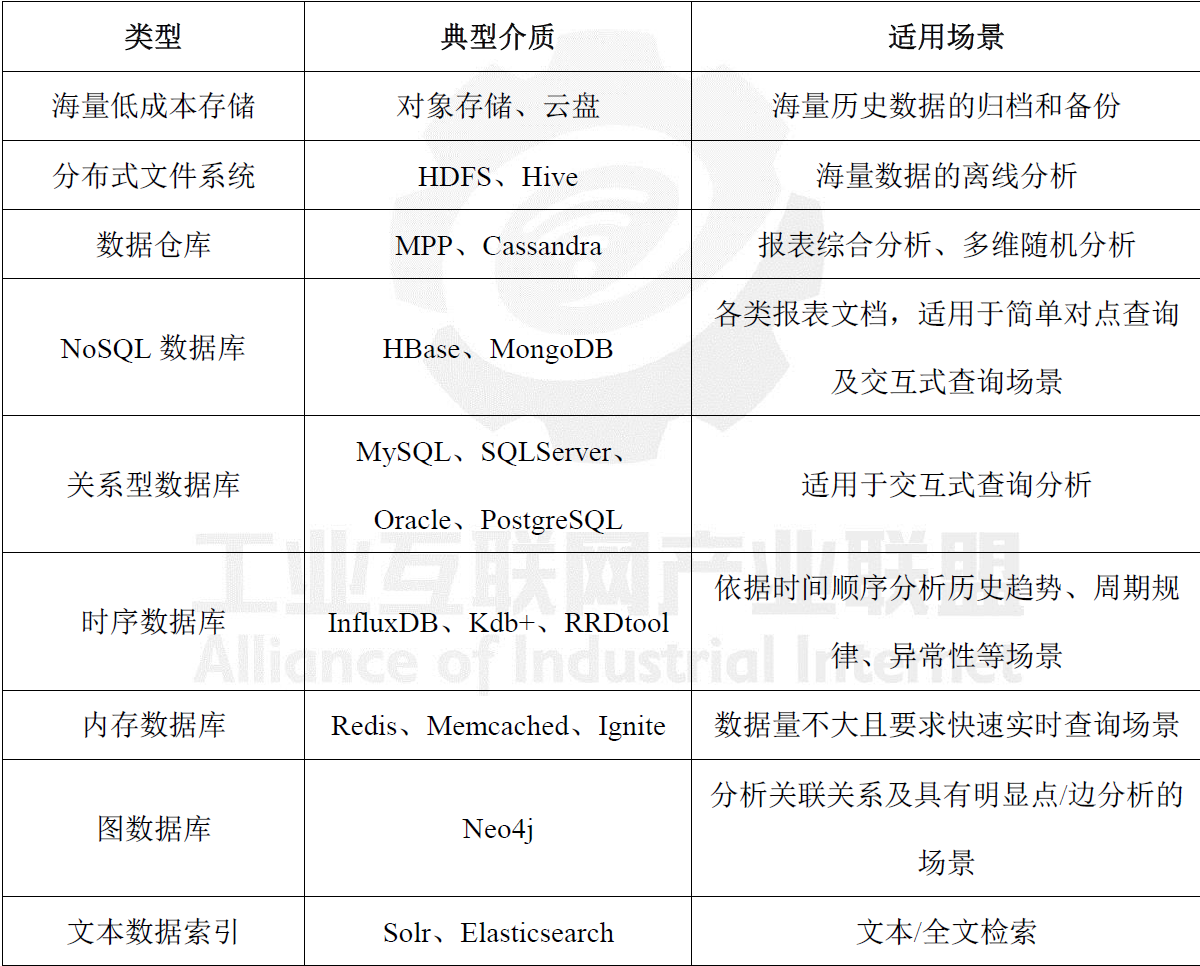 类型 典型介质 适用场景
海量低成本存储 对象存储、云盘 海量历史数据的归档和备份
分布式文件系统 HDFS、Hive 海量数据的离线分析
数据仓库 MPP、Cassandra 报表综合分析、多维随机分析
NoSQL 数据库 HBase、MongoDB 各类报表文档，适用于简单对点查询
及交互式查询场景
关系型数据库 MySQL、SQLServer、
Oracle、PostgreSQL 适用于交互式查询分析
时序数据库 InfluxDB、Kdb+、RRDtool 依据时间顺序分析历史趋势、周期规
律、异常性等场景
内存数据库 Redis、Memcached、Ignite 数据量不大且要求快速实时查询场景
图数据库 Neo4j 分析关联关系及具有明显点/边分析的
场景
文本数据索引 Solr、Elasticsearch 文本/全文检索
工业互联网产业联盟
Alliance of Industrial Internet